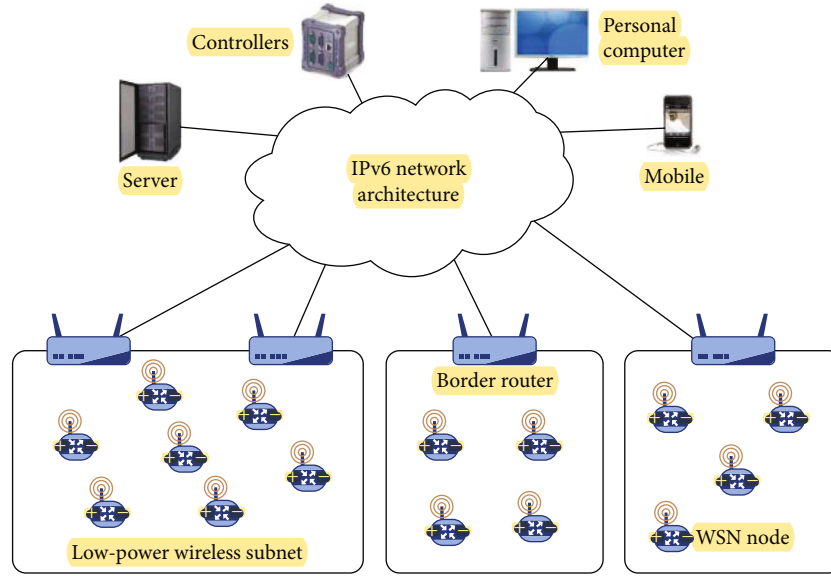 Controllers
Personal
computer
Server
IPv6 network
architecture
Mobile
Border router
Low-power wireless subnet
WSN node